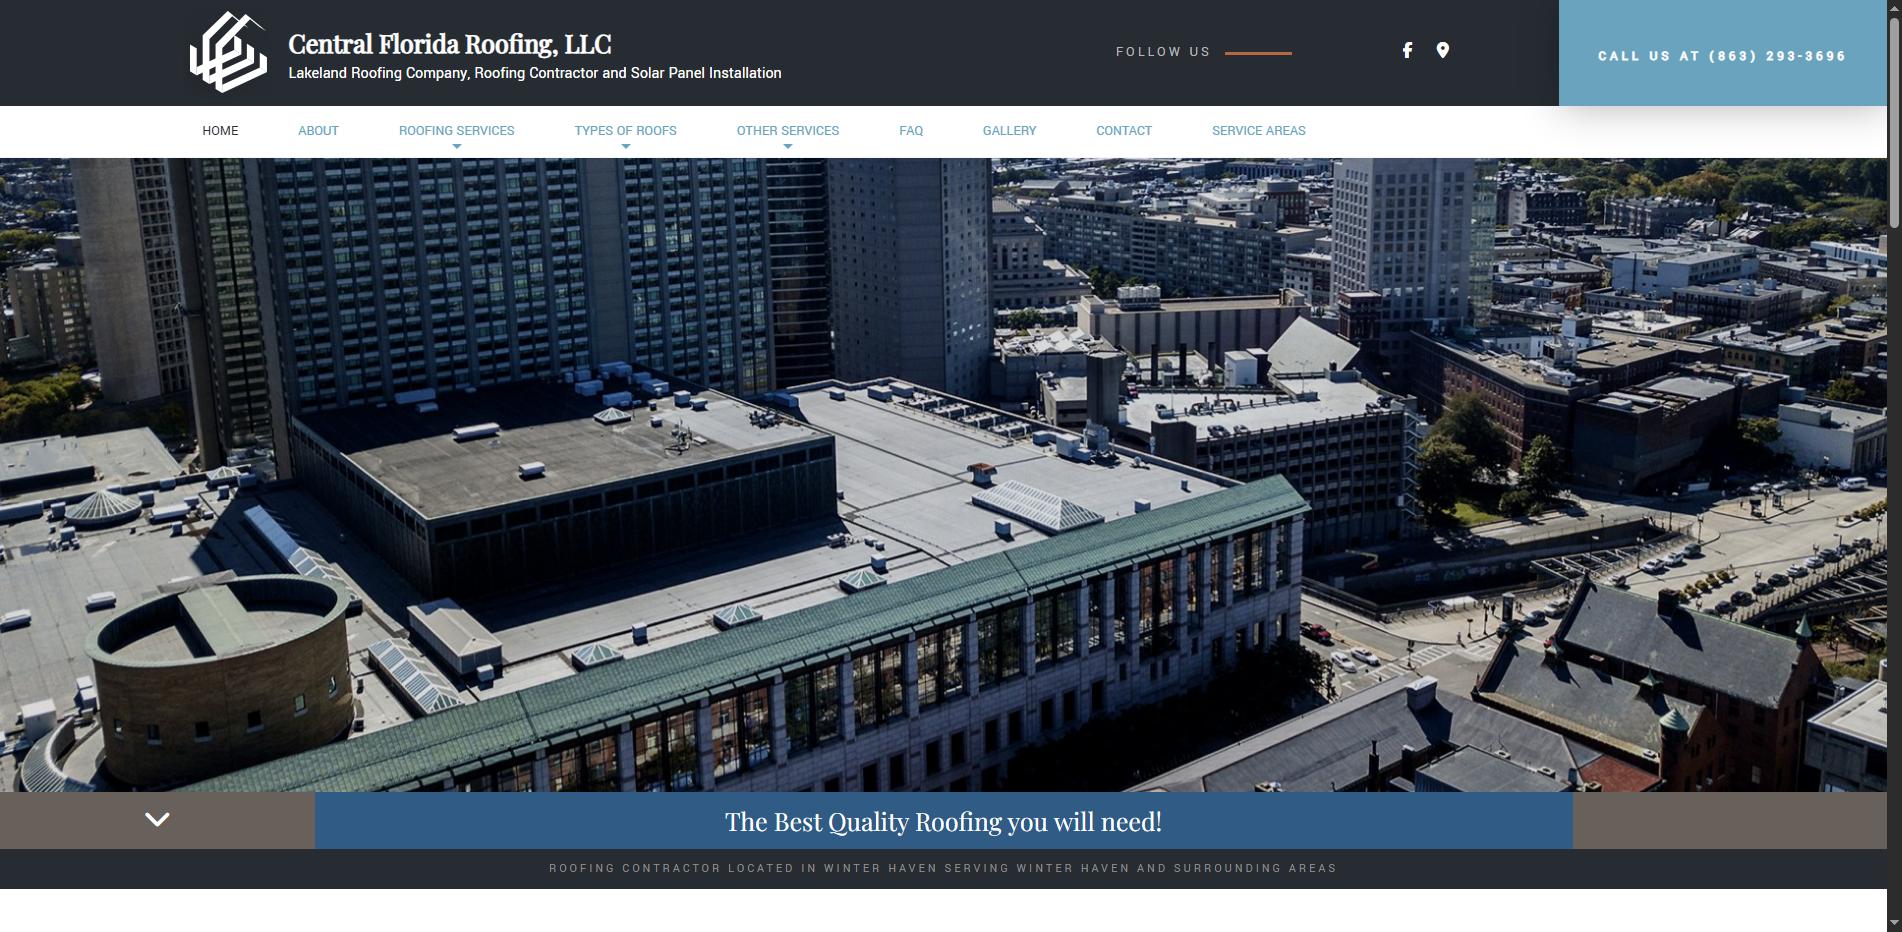 Central Florida Roofing, LLC
Lakeland Roofing Company, Roofing Contractor and Solar Panel Installation
FOLLOW US
CALL US AT (863) 293-3696
HOME
ABOUT
ROOFING SERVICES
TYPES OF ROOFS
OTHER SERVICES
FAQ
GALLERY
CONTACT
SERVICE AREAS
The Best Quality Roofing you will need!
ROOFING CONTRACTOR LOCATED IN WINTER HAVEN SERVING WINTER HAVEN AND SURROUNDING AREAS